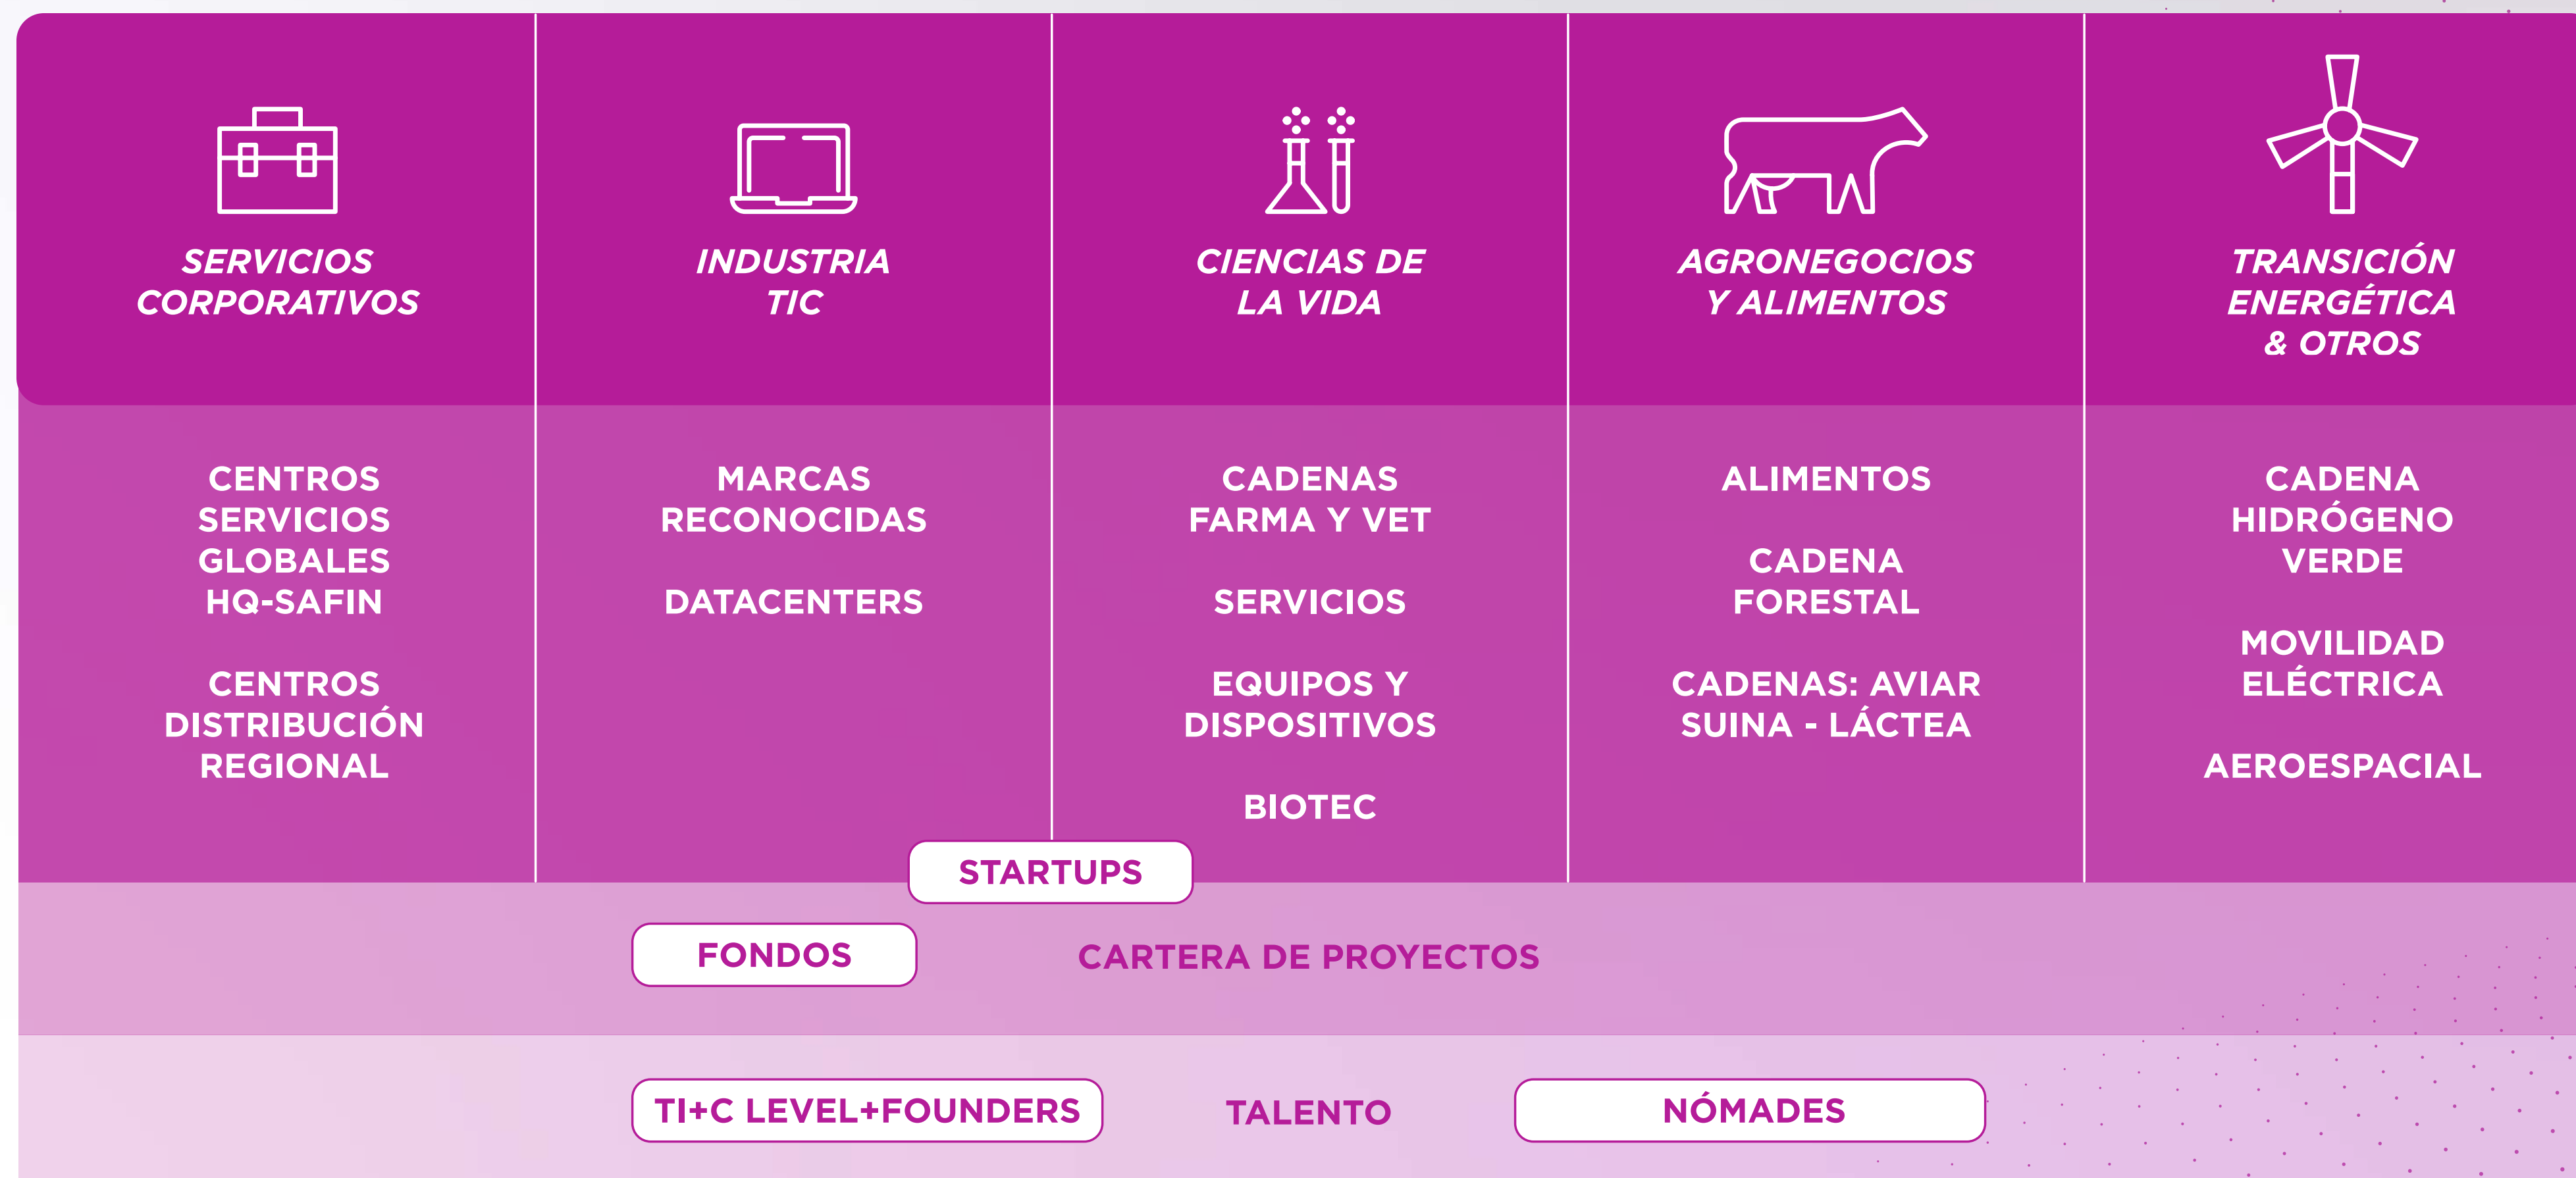 SERVICIOS
CORPORATIVOS
INDUSTRIA
TIC
CIENCIAS DE
LA VIDA
AGRONEGOCIOS
Y ALIMENTOS
TRANSICIÓN
ENERGÉTICA
& OTROS
CENTROS
SERVICIOS
GLOBALES
HQ-SAFIN
CENTROS
DISTRIBUCIÓN
REGIONAL
MARCAS
RECONOCIDAS
DATACENTERS
CADENAS
FARMA Y VET
SERVICIOS
EQUIPOS Y
DISPOSITIVOS
BIOTEC
ALIMENTOS
CADENA
FORESTAL
CADENAS: AVIAR
SUINA - LÁCTEA
CADENA
HIDRÓGENO
VERDE
MOVILIDAD
ELÉCTRICA
AEROESPACIAL
STARTUPS
FONDOS
CARTERA DE PROYECTOS
TI+C LEVEL+FOUNDERS
TALENTO
NÓMADES